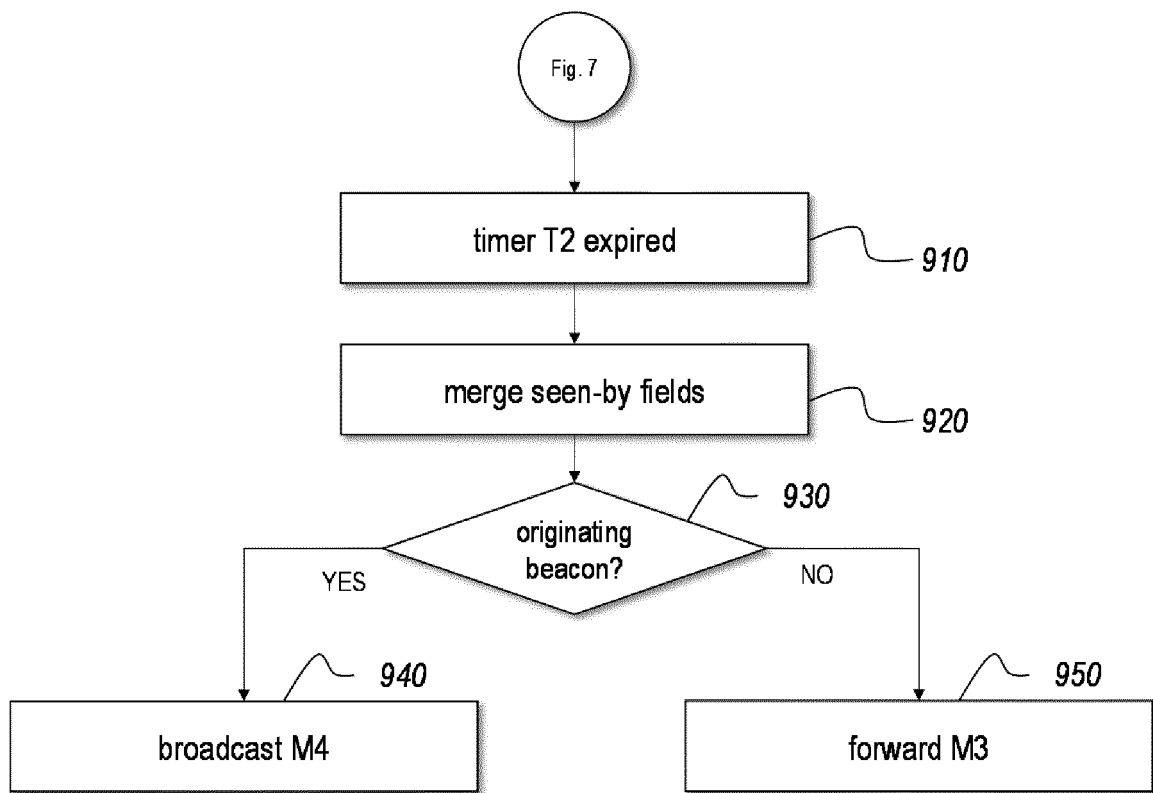 Fig. 7
timer T2 expired
910
merge seen-by fields
920
930
originating
beacon?
YES
NO
940
950
broadcast M4
forward M3